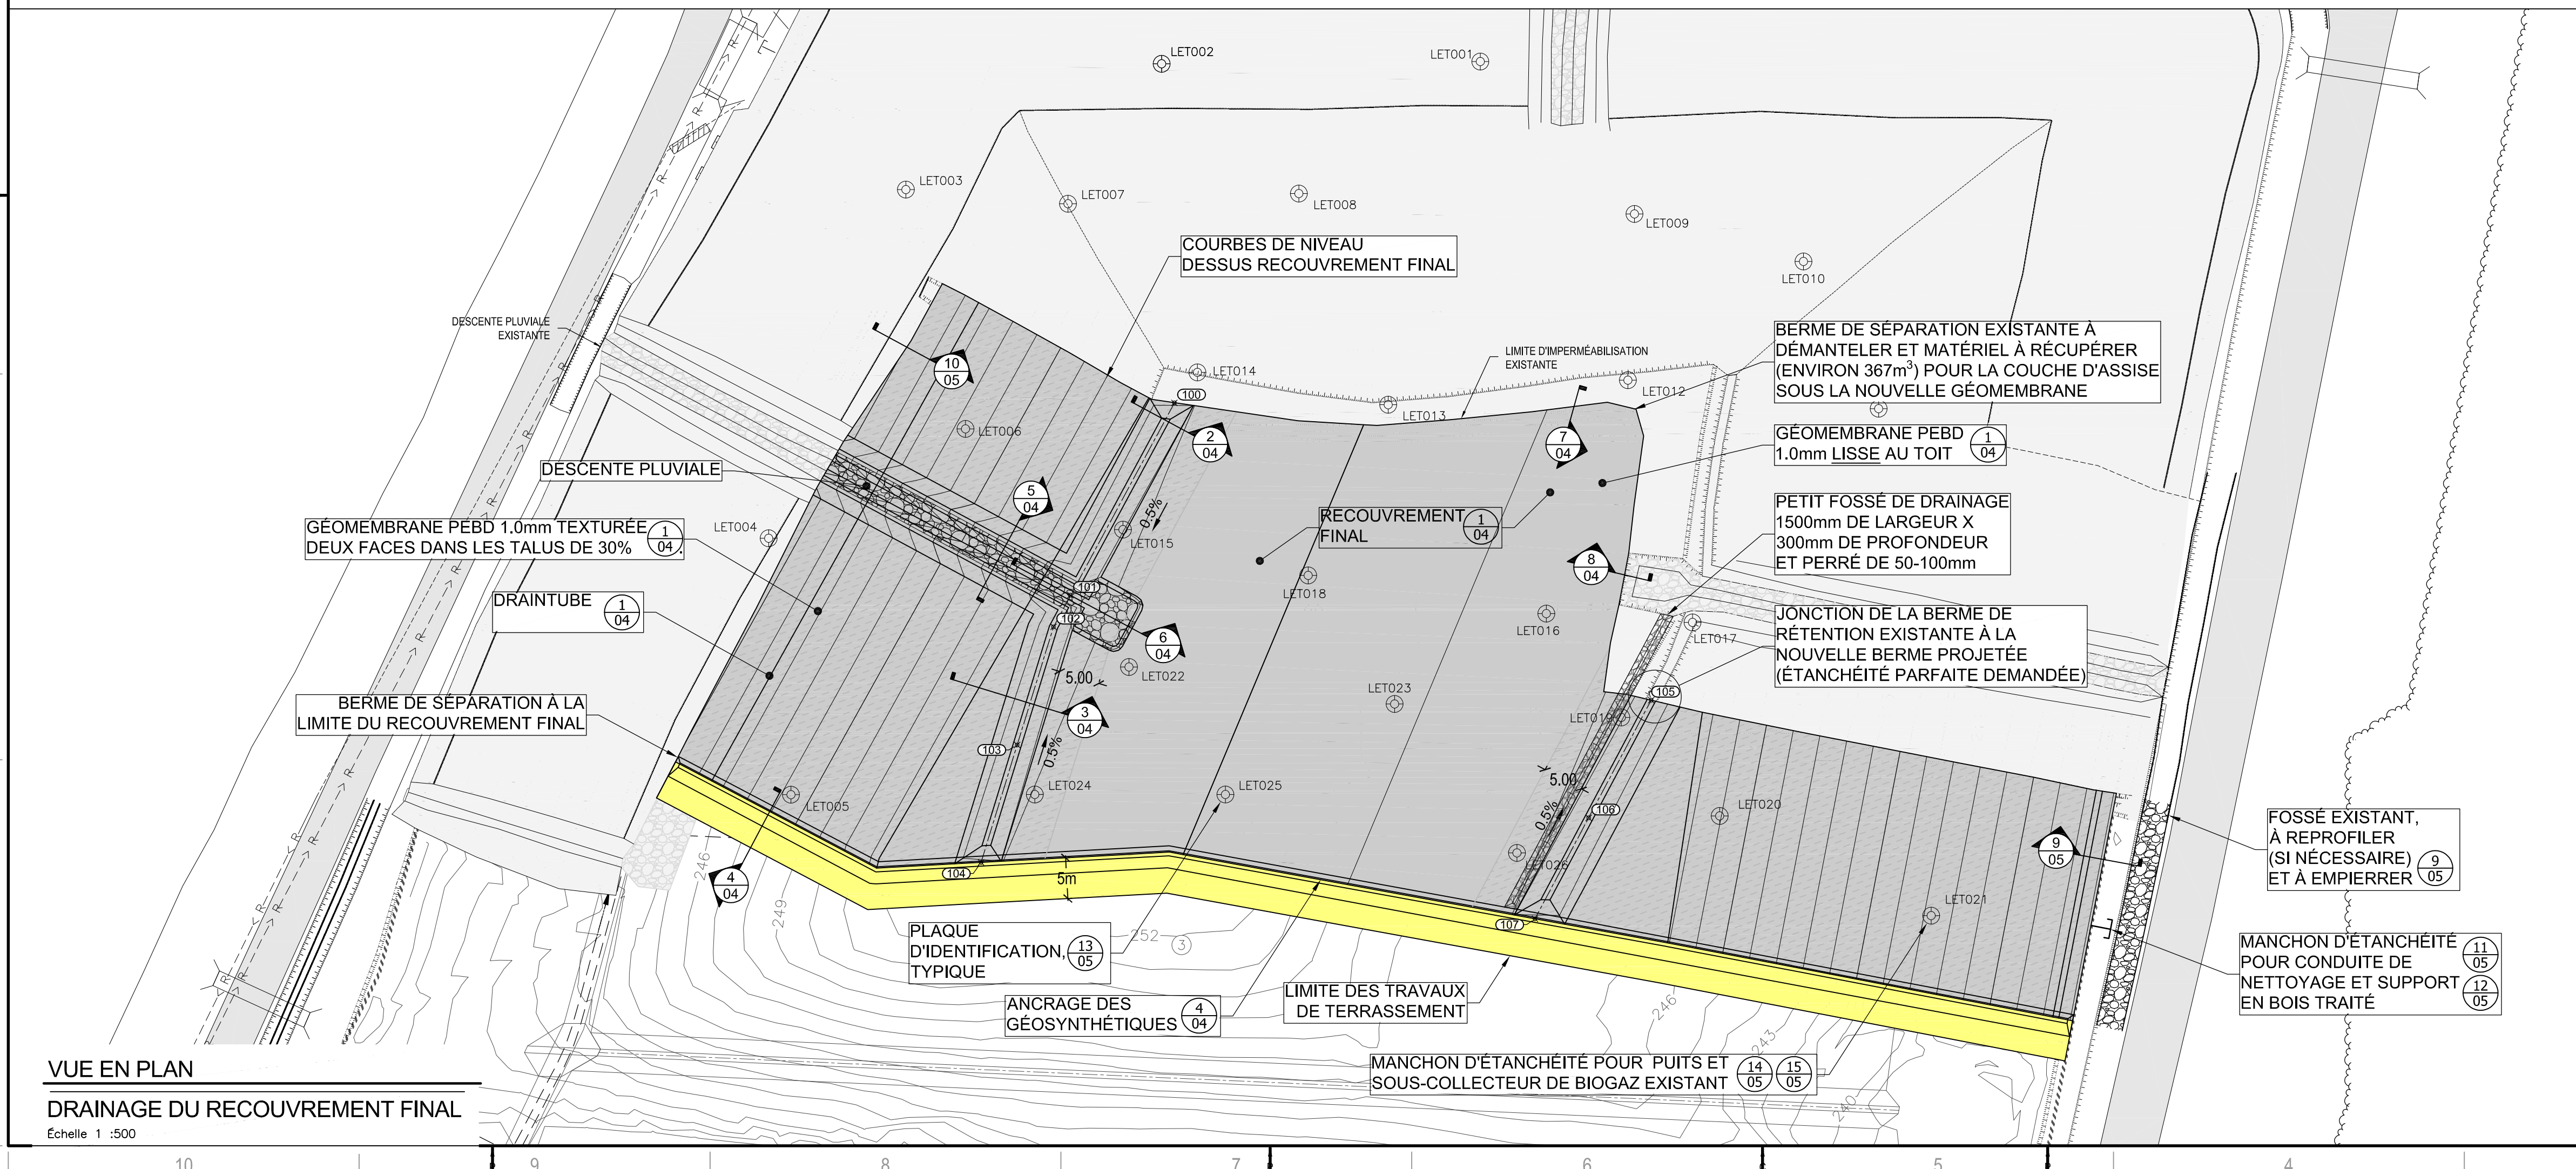 LET002
LET001
LET003
LET007
LET008
LET009
LET010
COURBES DE NIVEAU
DESSUS RECOUVREMENT FINAL
DESCENTE PLUVIALE
EXISTANTE
10
05
LET014
LIMITE D'IMPERMÉABILISATION
EXISTANTE
LET012
LET013
100
BERME DE SÉPARATION EXISTANTE À
DÉMANTELER ET MATÉRIEL À RÉCUPÉRER
(ENVIRON 367m³) POUR LA COUCHE D'ASSISE
SOUS LA NOUVELLE GÉOMEMBRANE
LET006
2
04
7
04
GÉOMEMBRANE PEBD
1.0mm LISSE AU TOIT
1
04
DESCENTE PLUVIALE
5
04
0.5%
LET015
RECOUVREMENT
FINAL
1
04
PETIT FOSSÉ DE DRAINAGE
1500mm DE LARGEUR X
300mm DE PROFONDEUR
ET PERRÉ DE 50-100mm
GÉOMEMBRANE PEBD 1.0mm TEXTURÉE
DEUX FACES DANS LES TALUS DE 30%
1
04
LET004
8
04
101
102
LET018
LET016
LET017
DRAINTUBE
1
04
6
04
JONCTION DE LA BERME DE
RÉTENTION EXISTANTE À LA
NOUVELLE BERME PROJETÉE
(ÉTANCHÉITÉ PARFAITE DEMANDÉE)
5.00
LET022
LET023
105
BERME DE SÉPARATION À LA
LIMITE DU RECOUVREMENT FINAL
3
04
LET019
103
0.5%
5.00
0.5%
106
LET005
LET024
LET025
LET020
FOSSÉ EXISTANT,
À REPROFILER
(SI NÉCESSAIRE)
ET À EMPIERRER
9
05
9
05
LET026
246
104
5m
4
04
249
LET021
107
PLAQUE
D'IDENTIFICATION,
TYPIQUE
13
05
252
3
MANCHON D'ÉTANCHÉITÉ
POUR CONDUITE DE
NETTOYAGE ET SUPPORT
EN BOIS TRAITÉ
11
05
12
05
ANCRAGE DES
GÉOSYNTHÉTIQUES
4
04
LIMITE DES TRAVAUX
DE TERRASSEMENT
246
243
240
MANCHON D'ÉTANCHÉITÉ POUR PUITS ET
SOUS-COLLECTEUR DE BIOGAZ EXISTANT
14
05
15
05
VUE EN PLAN
DRAINAGE DU RECOUVREMENT FINAL
Échelle 1 :500
10
9
8
7
6
5
4